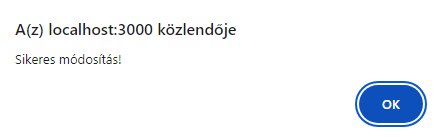 A(z) localhost:3000 közlendője
Sikeres módosítás!
OK